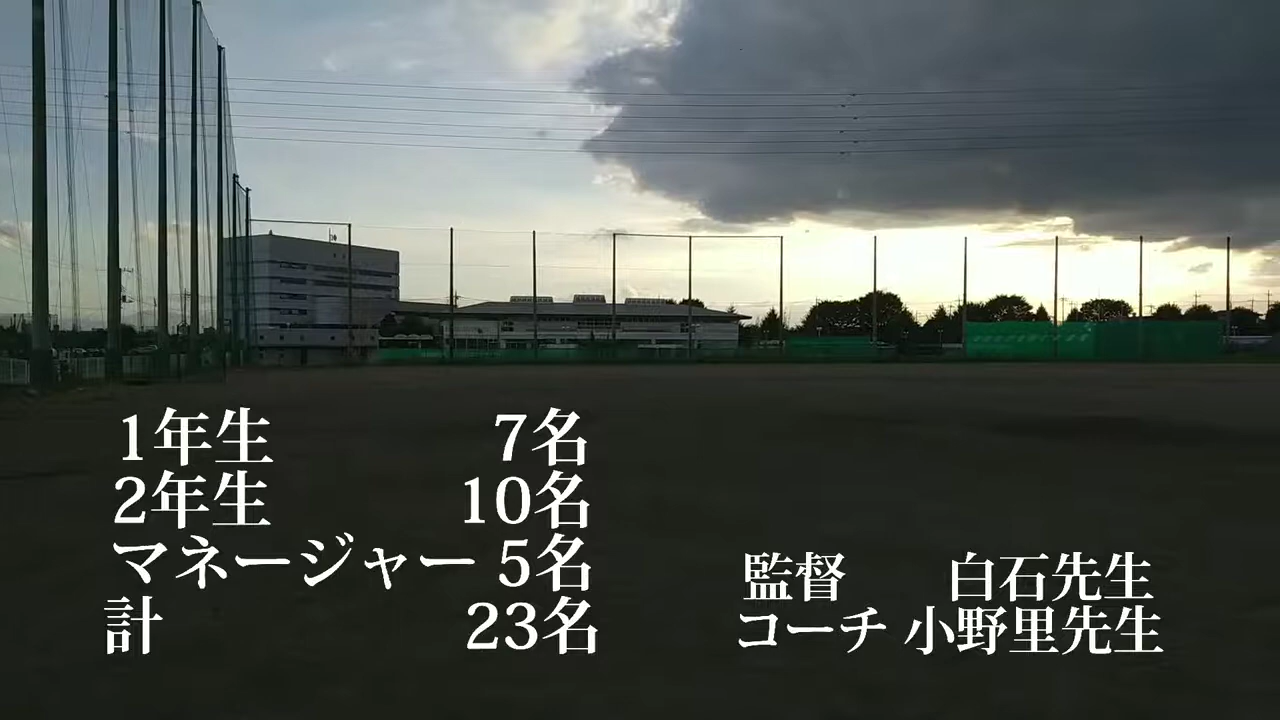 1年生 7名
2年生 10名
マネージャー 5名
計 23名
監督 白石先生
コーチ 小野里先生